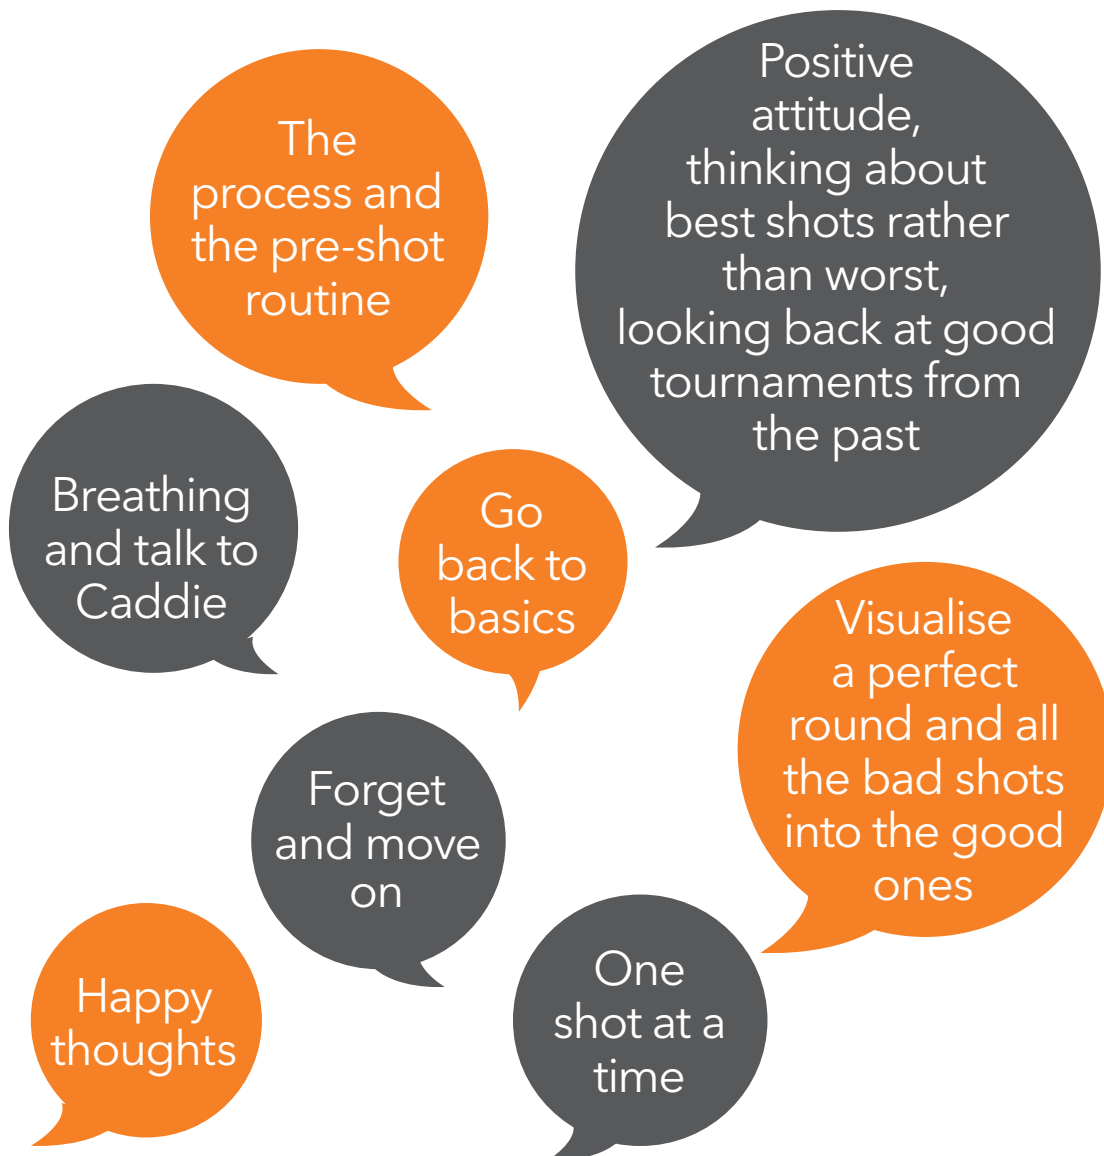 The
process and
the pre-shot
routine
Positive
attitude,
thinking about
best shots rather
than worst,
looking back at good
tournaments from
the past
Breathing
and talk to
Caddie
Go
back to
basics
Visualise
a perfect
round and all
the bad shots
into the good
ones
Forget
and move
on
Happy
thoughts
One
shot at a
time